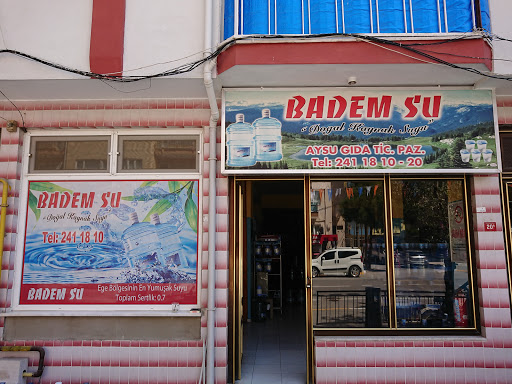 BADEM SU
"Doğal Kaynak Suyu"
AYSU GIDA TİC. PAZ.
Tel: 241 18 10 - 20
BADEM SU
"Doğal Kaynak Suyu"
Tel: 241 18 10
BADEM SU
Ege Bölgesinin En Yumuşak Suyu
Toplam Sertlik: 0.7